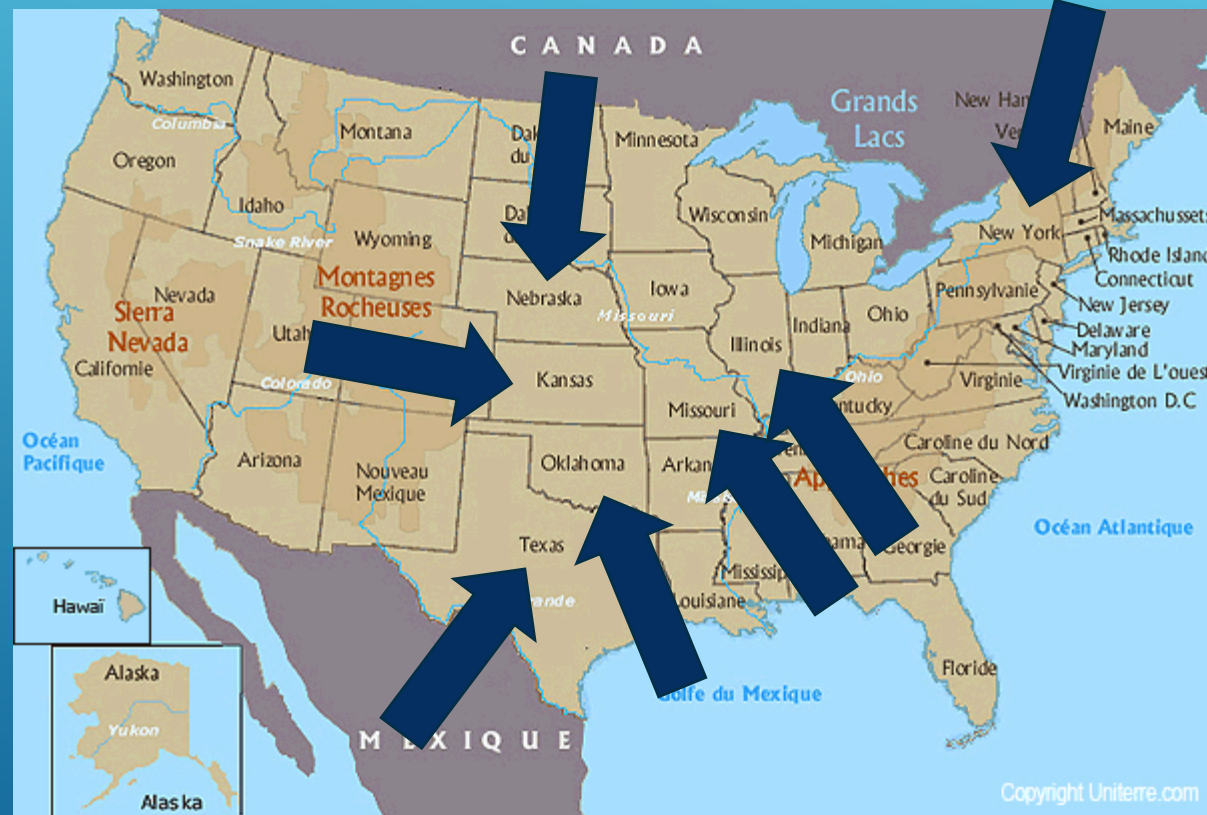 CANADA
Washington
Columbia
Montana
Minnesota
Grands
Lacs
Maine
Oregon
Idaho
Snake River
Wyoming
Wisconsin
Michigan
New York
Massachussets
Rhode Island
Connecticut
New Jersey
Delaware
Maryland
Virginie de L'ouest
Washington D.C
Montagnes
Rocheuses
Nebraska
Iowa
Missouri
Pennsylvanie
Ohio
Indiana
Illinois
Nevada
Sierra
Nevada
Utah
Californie
Colorado
Kansas
Missouri
Ohio
Virginie
Océan
Pacifique
Arizona
Nouveau
Mexique
Oklahoma
Caroline du Nord
Caroline
du Sud
Océan Atlantique
Texas
Georgie
Louisiane
Floride
Hawaï
Alaska
Yukon
Alaska
du Mexique
Copyright Uniterre.com